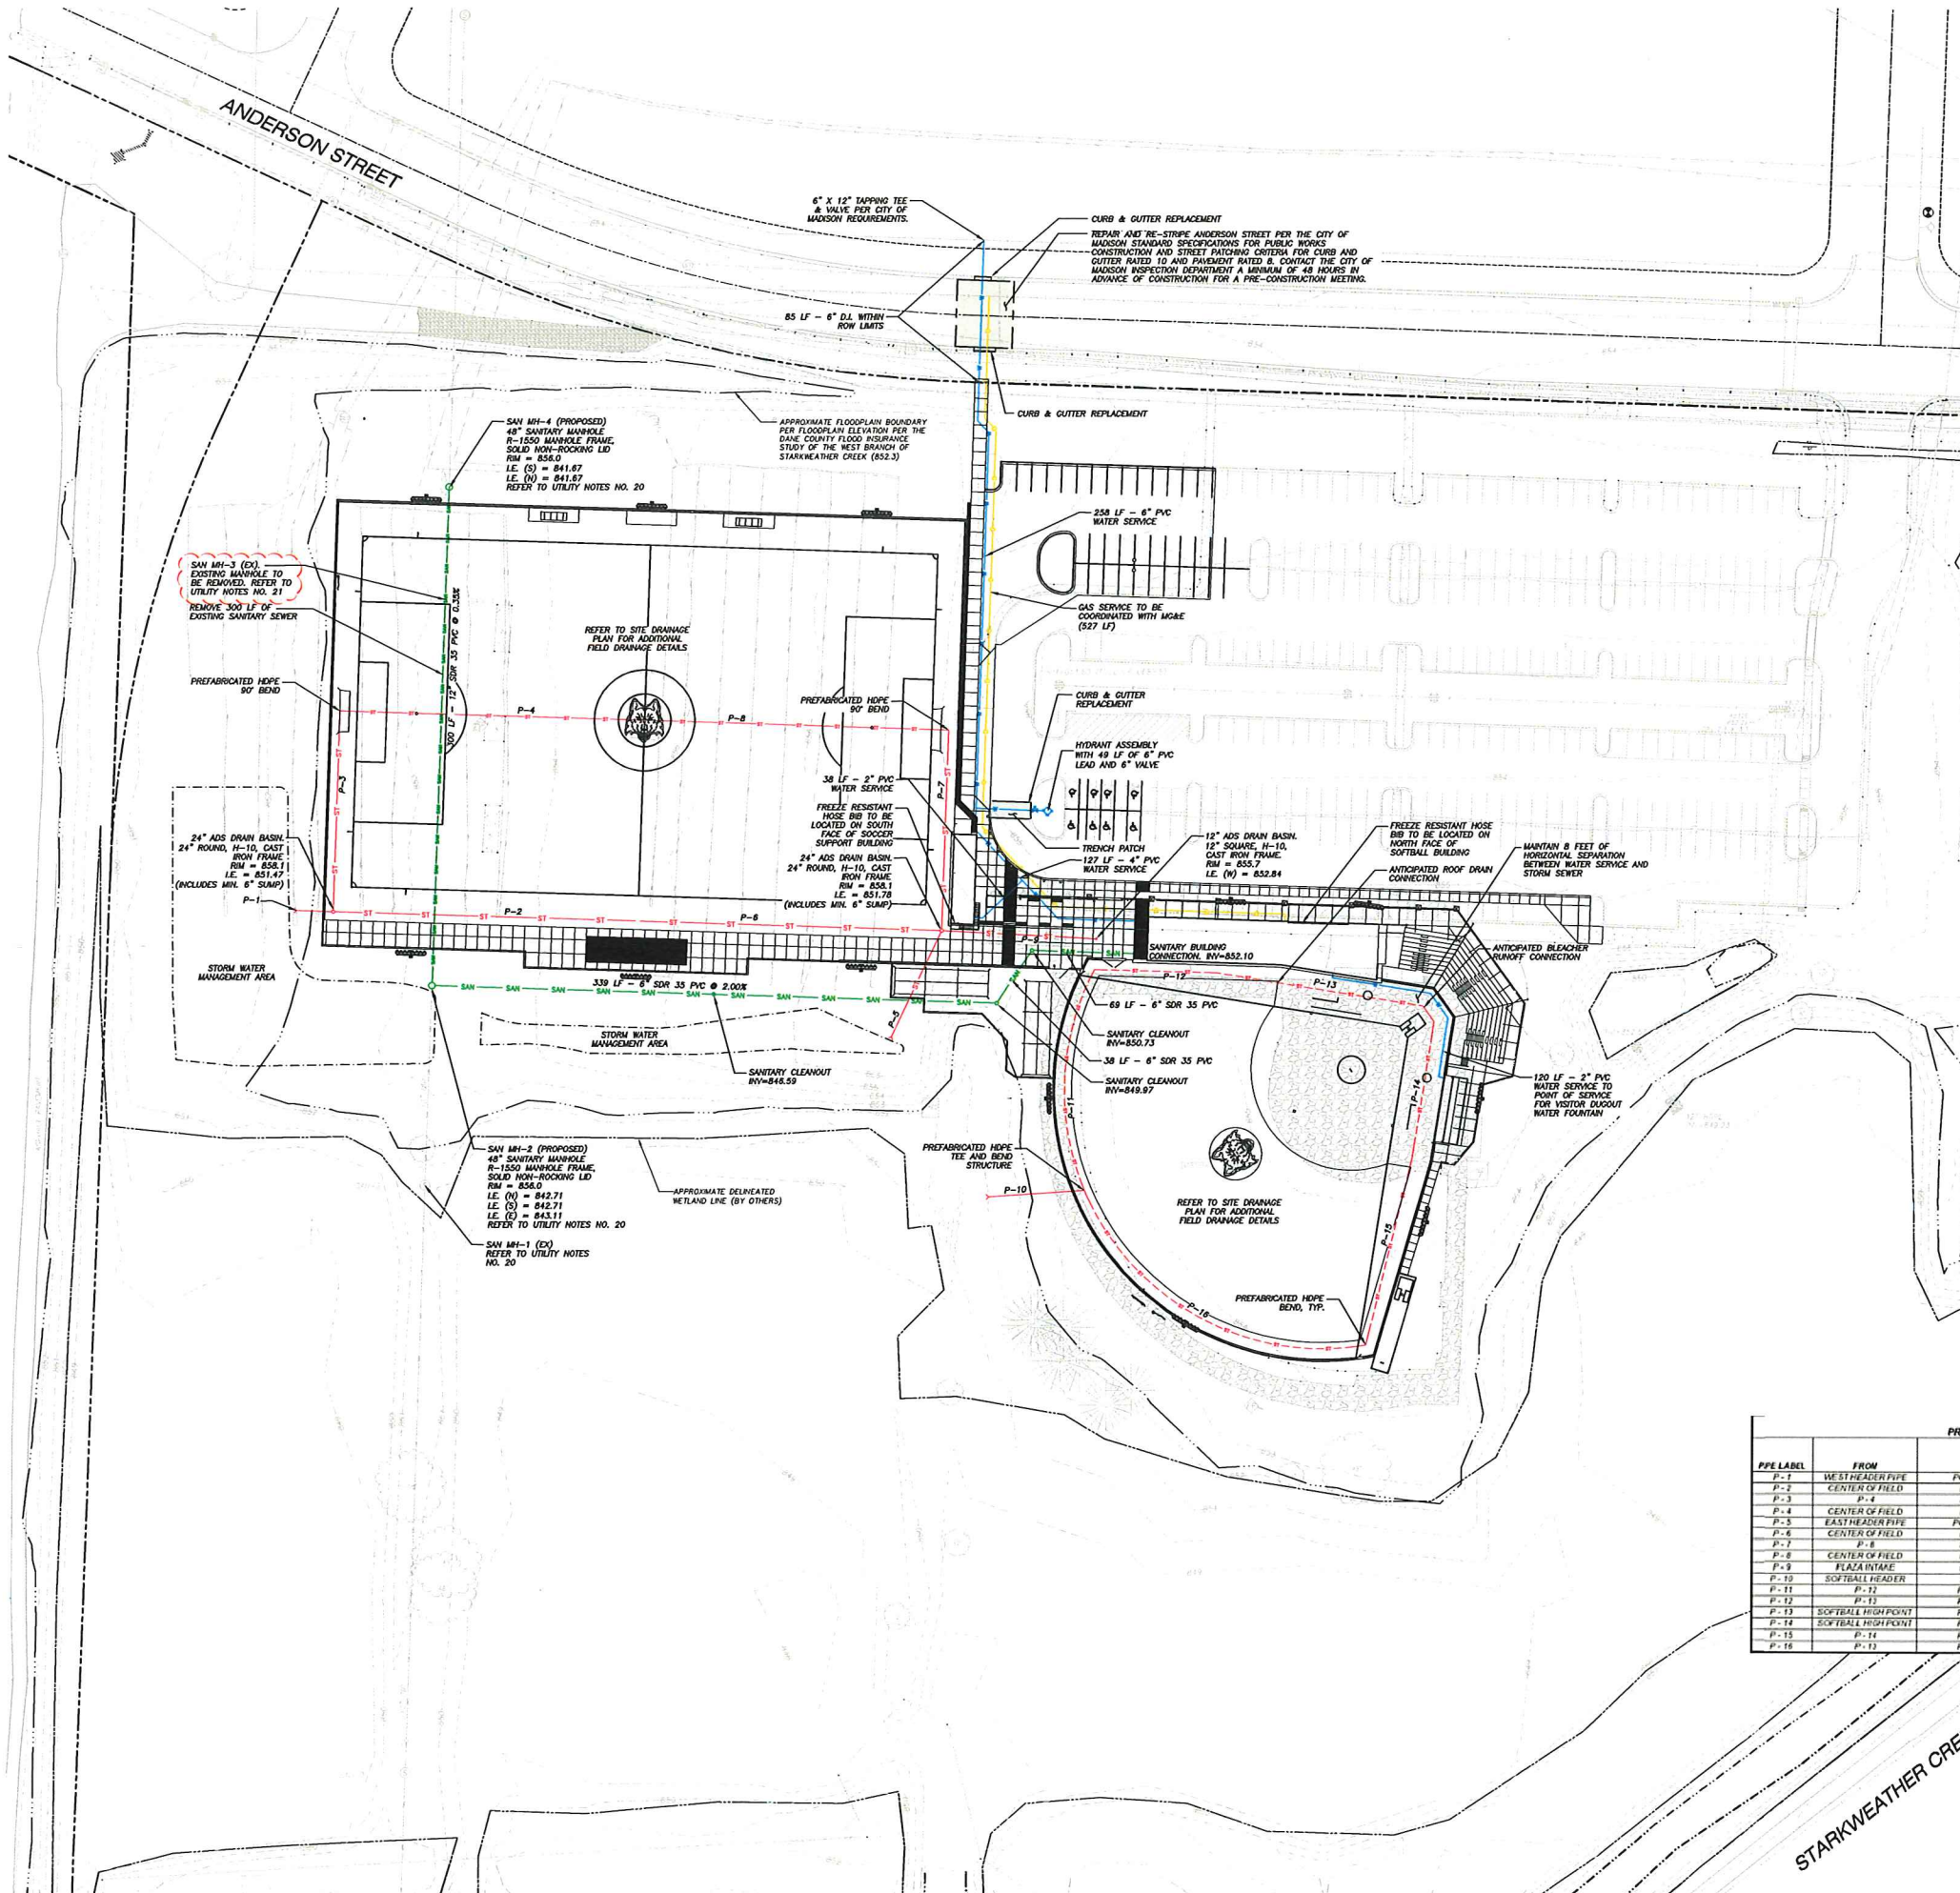 ANDERSON STREET
6" X 12" TAPPING TEE
& VALVE PER CITY OF
MADISON REQUIREMENTS.
CURB & GUTTER REPLACEMENT
REPAIR AND RE-STRIPE ANDERSON STREET PER THE CITY OF
MADISON STANDARD SPECIFICATIONS FOR PUBLIC WORKS
CONSTRUCTION AND STREET PATCHING CRITERIA FOR CURB AND
GUTTER RATED 10 AND PAVEMENT RATED 8. CONTACT THE CITY OF
MADISON INSPECTION DEPARTMENT A MINIMUM OF 48 HOURS IN
ADVANCE OF CONSTRUCTION FOR A PRE-CONSTRUCTION MEETING.
85 LF - 6" D.I. WITHIN
ROW LIMITS
CURB & GUTTER REPLACEMENT
SAN MH-4 (PROPOSED)
48" SANITARY MANHOLE
R-1550 MANHOLE FRAME,
SOLID NON-ROCKING LID
RIM = 856.0
I.E. (S) = 841.67
I.E. (N) = 841.67
REFER TO UTILITY NOTES NO. 20
APPROXIMATE FLOODPLAIN BOUNDARY
PER FLOODPLAIN ELEVATION PER THE
DANE COUNTY FLOOD INSURANCE
STUDY OF THE WEST BRANCH OF
STARKWEATHER CREEK (852.3)
258 LF - 6" PVC
WATER SERVICE
SAN MH-3 (EX).
EXISTING MANHOLE TO
BE REMOVED. REFER TO
UTILITY NOTES NO. 21
REMOVE 300 LF OF
EXISTING SANITARY SEWER
300 LF - 12" SDR 35 PVC @ 0.35%
REFER TO SITE DRAINAGE
PLAN FOR ADDITIONAL
FIELD DRAINAGE DETAILS
GAS SERVICE TO BE
COORDINATED WITH MG&E
(527 LF)
PREFABRICATED HDPE
90° BEND
P-4
P-8
PREFABRICATED HDPE
90° BEND
CURB & GUTTER
REPLACEMENT
HYDRANT ASSEMBLY
WITH 49 LF OF 6" PVC
LEAD AND 6" VALVE
P-3
P-7
38 LF - 2" PVC
WATER SERVICE
FREEZE RESISTANT
HOSE BIB TO BE
LOCATED ON SOUTH
FACE OF SOCCER
SUPPORT BUILDING
24" ADS DRAIN BASIN.
24" ROUND, H-10, CAST
IRON FRAME
RIM = 858.1
I.E. = 851.78
(INCLUDES MIN. 6" SUMP)
24" ADS DRAIN BASIN.
24" ROUND, H-10, CAST
IRON FRAME
RIM = 858.1
I.E. = 851.47
(INCLUDES MIN. 6" SUMP)
TRENCH PATCH
127 LF - 4" PVC
WATER SERVICE
12" ADS DRAIN BASIN.
12" SQUARE, H-10,
CAST IRON FRAME.
RIM = 855.7
I.E. (W) = 852.84
FREEZE RESISTANT HOSE
BIB TO BE LOCATED ON
NORTH FACE OF
SOFTBALL BUILDING
ANTICIPATED ROOF DRAIN
CONNECTION
MAINTAIN 8 FEET OF
HORIZONTAL SEPARATION
BETWEEN WATER SERVICE AND
STORM SEWER
P-1
P-2
P-6
P-9
SANITARY BUILDING
CONNECTION. INV=852.10
ANTICIPATED BLEACHER
RUNOFF CONNECTION
STORM WATER
MANAGEMENT AREA
339 LF - 6" SDR 35 PVC @ 2.00%
P-5
P-12
P-13
69 LF - 6" SDR 35 PVC
SANITARY CLEANOUT
INV=850.73
38 LF - 6" SDR 35 PVC
SANITARY CLEANOUT
INV=849.97
STORM WATER
MANAGEMENT AREA
SANITARY CLEANOUT
INV=846.59
120 LF - 2" PVC
WATER SERVICE TO
POINT OF SERVICE
FOR VISITOR DUGOUT
WATER FOUNTAIN
P-11
P-14
SAN MH-2 (PROPOSED)
48" SANITARY MANHOLE
R-1550 MANHOLE FRAME,
SOLID NON-ROCKING LID
RIM = 856.0
I.E. (N) = 842.71
I.E. (S) = 842.71
I.E. (E) = 843.11
REFER TO UTILITY NOTES NO. 20
SAN MH-1 (EX)
REFER TO UTILITY NOTES
NO. 20
APPROXIMATE DELINEATED
WETLAND LINE (BY OTHERS)
PREFABRICATED HDPE
TEE AND BEND
STRUCTURE
P-10
REFER TO SITE DRAINAGE
PLAN FOR ADDITIONAL
FIELD DRAINAGE DETAILS
P-15
PREFABRICATED HDPE
BEND, TYP.
P-16
PIPE LABEL FROM
P-1 WEST HEADER PIPE
P-2 CENTER OF FIELD
P-3 P-4
P-4 CENTER OF FIELD
P-5 EAST HEADER PIPE
P-6 CENTER OF FIELD
P-7 P-8
P-8 CENTER OF FIELD
P-9 PLAZA INTAKE
P-10 SOFTBALL HEADER
P-11 P-12
P-12 P-13
P-13 SOFTBALL HIGH POINT
P-14 SOFTBALL HIGH POINT
P-15 P-14
P-16 P-13
STARKWEATHER CRE